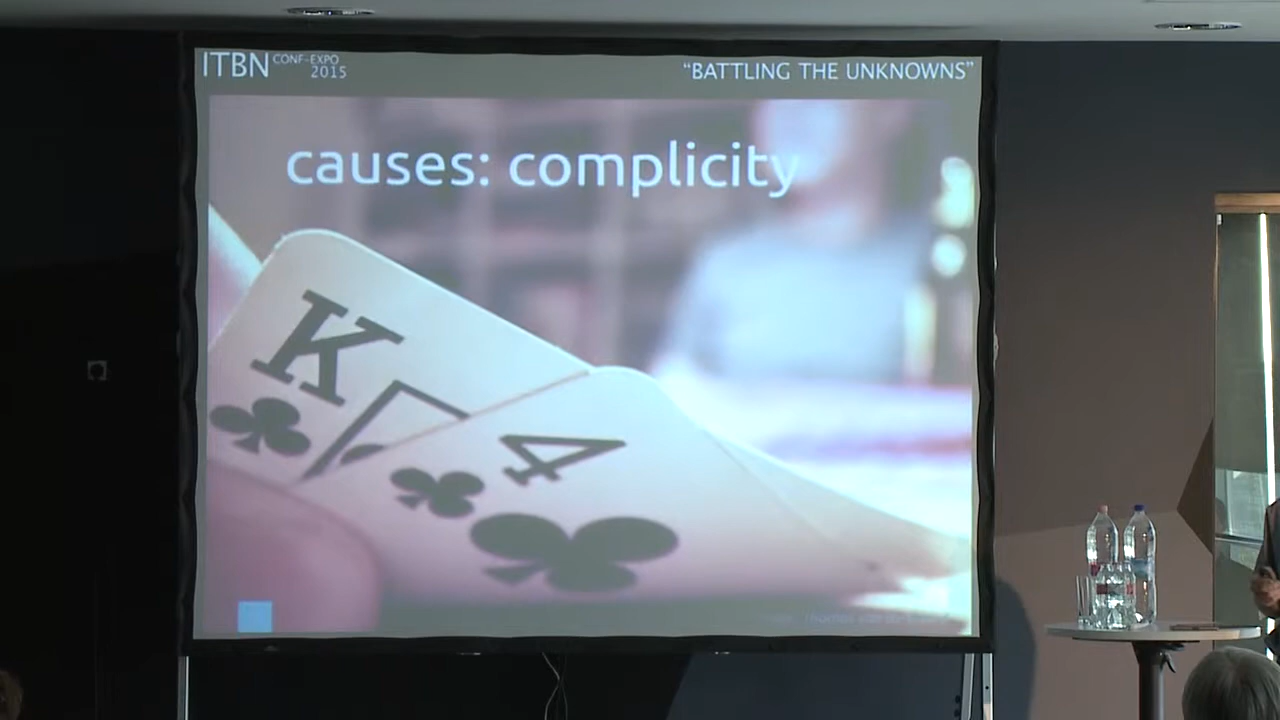 ITBN CONF-EXPO
2015
“BATTLING THE UNKNOWNS”
causes: complicity
K
4